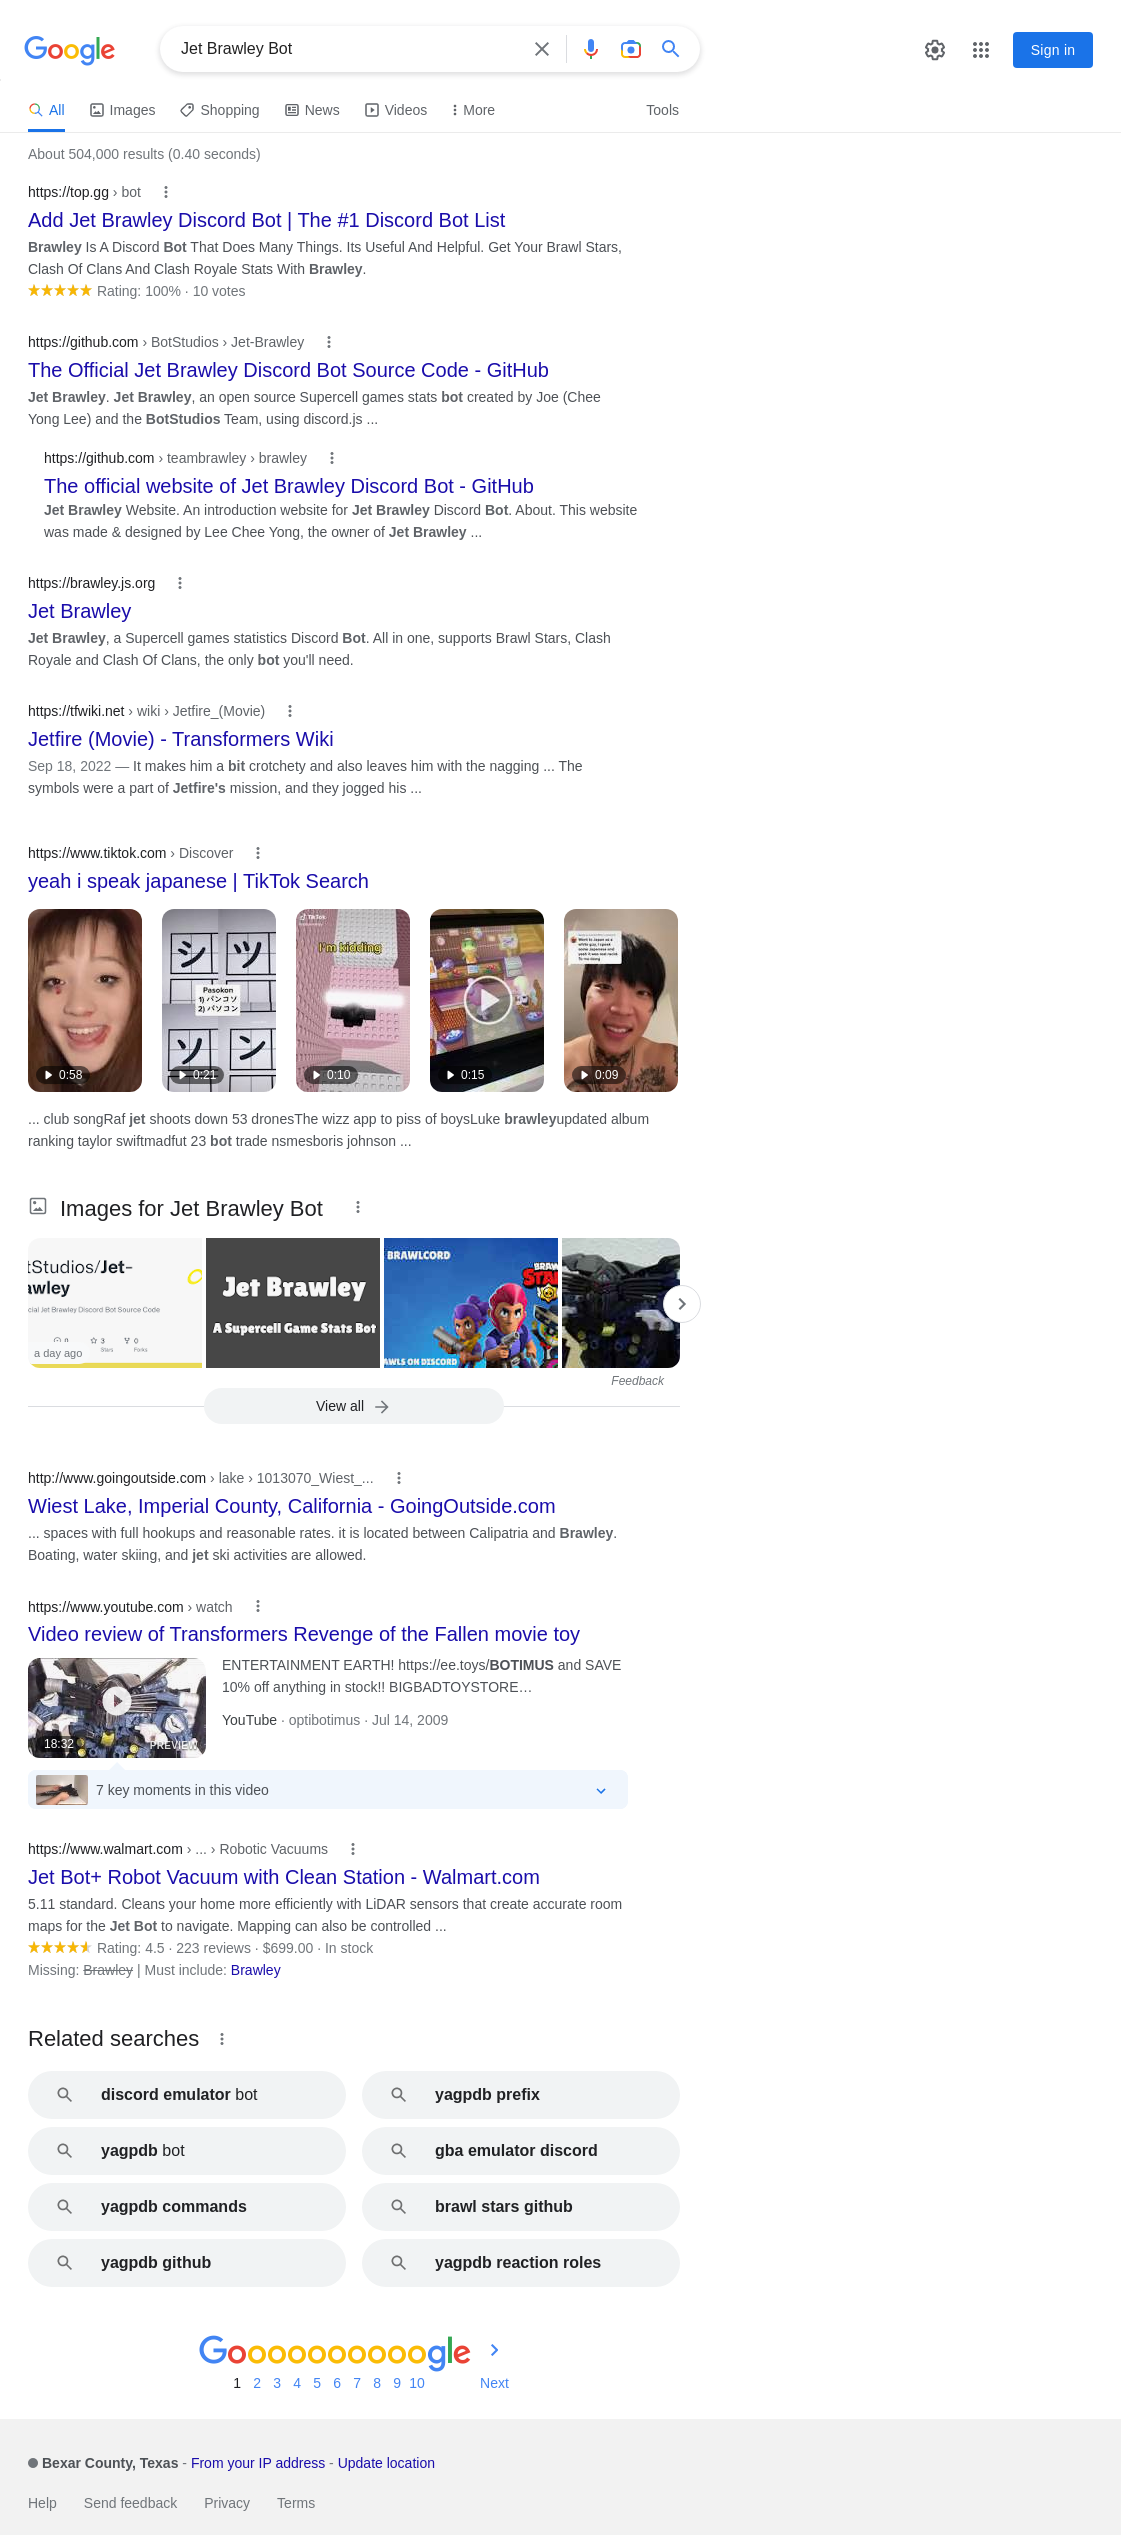 Google
Jet Brawley Bot
Sign in
All
Images
Shopping
News
Videos
More
Tools
About 504,000 results (0.40 seconds)
https://top.gg › bot
Add Jet Brawley Discord Bot | The #1 Discord Bot List
Brawley Is A Discord Bot That Does Many Things. Its Useful And Helpful. Get Your Brawl Stars,
Clash Of Clans And Clash Royale Stats With Brawley.
Rating: 100% · 10 votes
https://github.com › BotStudios › Jet-Brawley
The Official Jet Brawley Discord Bot Source Code - GitHub
Jet Brawley. Jet Brawley, an open source Supercell games stats bot created by Joe (Chee
Yong Lee) and the BotStudios Team, using discord.js ...
https://github.com › teambrawley › brawley
The official website of Jet Brawley Discord Bot - GitHub
Jet Brawley Website. An introduction website for Jet Brawley Discord Bot. About. This website
was made & designed by Lee Chee Yong, the owner of Jet Brawley ...
https://brawley.js.org
Jet Brawley
Jet Brawley, a Supercell games statistics Discord Bot. All in one, supports Brawl Stars, Clash
Royale and Clash Of Clans, the only bot you'll need.
https://tfwiki.net › wiki › Jetfire_(Movie)
Jetfire (Movie) - Transformers Wiki
Sep 18, 2022 — It makes him a bit crotchety and also leaves him with the nagging ... The
symbols were a part of Jetfire's mission, and they jogged his ...
https://www.tiktok.com › Discover
yeah i speak japanese | TikTok Search
0:58
シ ツ
Pasokon
1) パンコソ
2) パソコン
ソ ン
0:21
TikTok
I'm kidding
0:10
0:15
0:09
... club songRaf jet shoots down 53 dronesThe wizz app to piss of boysLuke brawleyupdated album
ranking taylor swiftmadfut 23 bot trade nsmesboris johnson ...
Images for Jet Brawley Bot
tStudios/Jet-
awley
cial Jet Brawley Discord Bot Source Code
0
3
0
Stars
Forks
a day ago
Jet Brawley
A Supercell Game Stats Bot
BRAWLCORD
BRAW
STA
AWLS ON DISCORD
Feedback
View all
http://www.goingoutside.com › lake › 1013070_Wiest_...
Wiest Lake, Imperial County, California - GoingOutside.com
... spaces with full hookups and reasonable rates. it is located between Calipatria and Brawley.
Boating, water skiing, and jet ski activities are allowed.
https://www.youtube.com › watch
Video review of Transformers Revenge of the Fallen movie toy
18:32
PREVIEW
ENTERTAINMENT EARTH! https://ee.toys/BOTIMUS and SAVE
10% off anything in stock!! BIGBADTOYSTORE…
YouTube · optibotimus · Jul 14, 2009
7 key moments in this video
https://www.walmart.com › ... › Robotic Vacuums
Jet Bot+ Robot Vacuum with Clean Station - Walmart.com
5.11 standard. Cleans your home more efficiently with LiDAR sensors that create accurate room
maps for the Jet Bot to navigate. Mapping can also be controlled ...
Rating: 4.5 · 223 reviews · $699.00 · In stock
Missing: Brawley | Must include: Brawley
Related searches
discord emulator bot
yagpdb prefix
yagpdb bot
gba emulator discord
yagpdb commands
brawl stars github
yagpdb github
yagpdb reaction roles
Goooooooooogle
1 2 3 4 5 6 7 8 9 10
Next
Bexar County, Texas - From your IP address - Update location
Help
Send feedback
Privacy
Terms